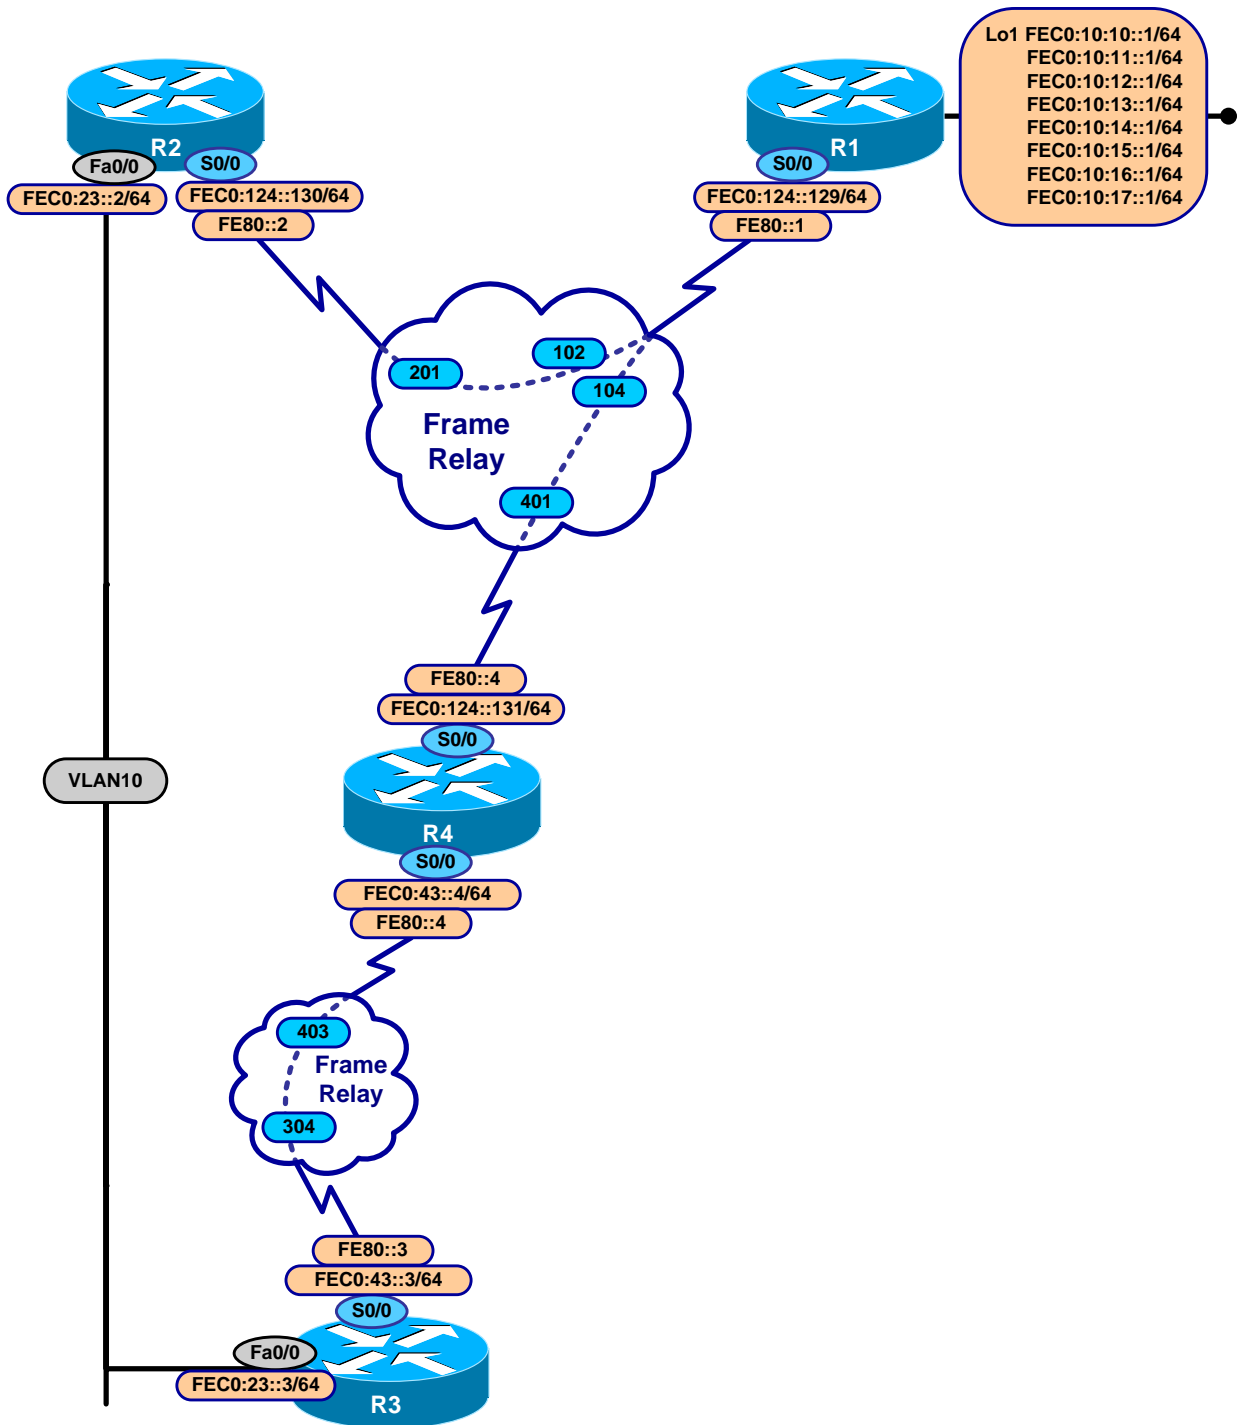 Lo1 FEC0:10:10::1/64
FEC0:10:11::1/64
FEC0:10:12::1/64
FEC0:10:13::1/64
FEC0:10:14::1/64
FEC0:10:15::1/64
FEC0:10:16::1/64
FEC0:10:17::1/64
R2
R1
Fa0/0
S0/0
S0/0
FEC0:23::2/64
FEC0:124::130/64
FEC0:124::129/64
FE80::2
FE80::1
102
201
104
Frame
Relay
401
FE80::4
FEC0:124::131/64
S0/0
VLAN10
R4
S0/0
FEC0:43::4/64
FE80::4
403
Frame
Relay
304
FE80::3
FEC0:43::3/64
S0/0
Fa0/0
FEC0:23::3/64
R3